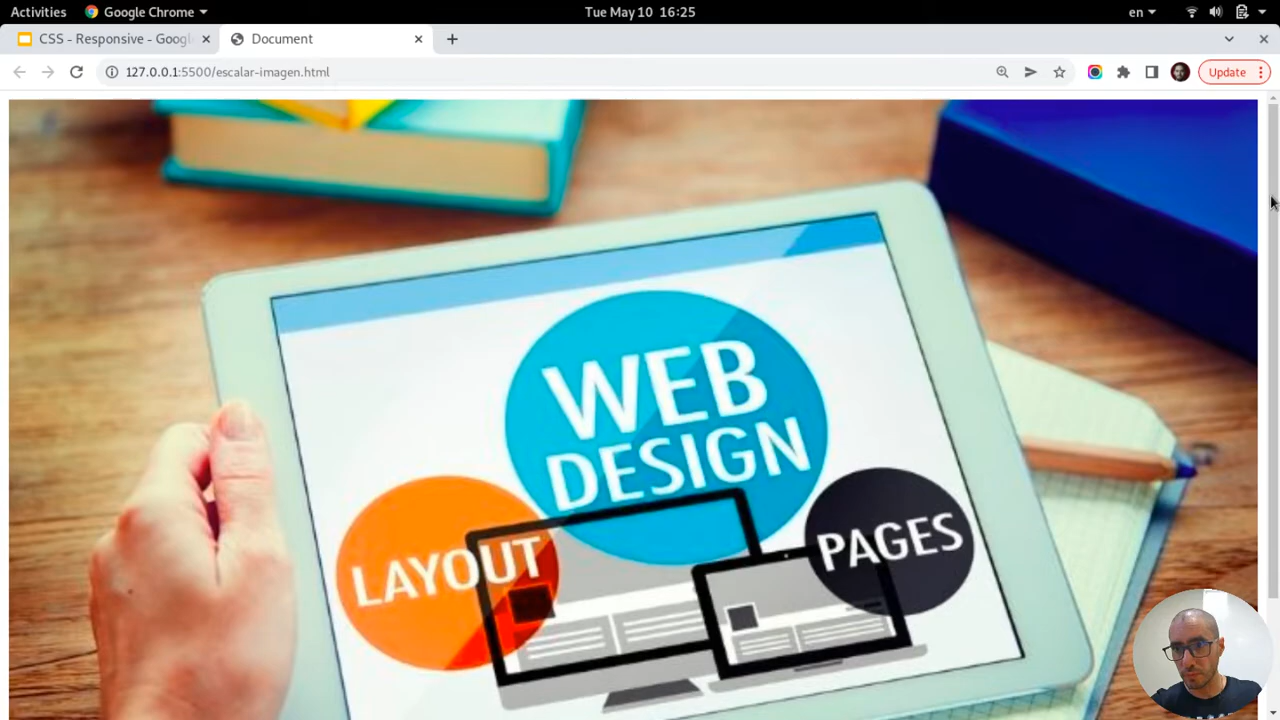 Activities
Google Chrome
Tue May 10 16:25
en
CSS - Responsive - Googl
Document
127.0.0.1:5500/escalar-imagen.html
Update
WEB
DESIGN
LAYOUT
PAGES